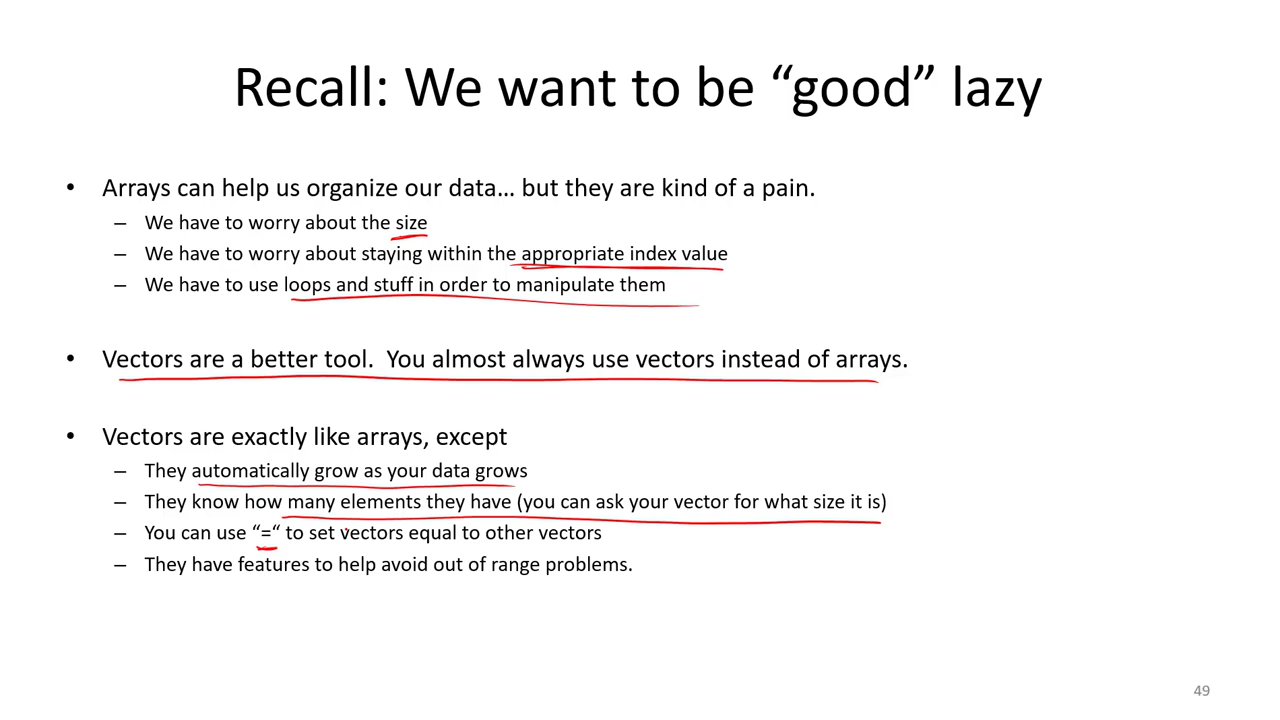 Recall: We want to be “good” lazy
• Arrays can help us organize our data… but they are kind of a pain.
– We have to worry about the size
– We have to worry about staying within the appropriate index value
– We have to use loops and stuff in order to manipulate them
• Vectors are a better tool.  You almost always use vectors instead of arrays.
• Vectors are exactly like arrays, except
– They automatically grow as your data grows
– They know how many elements they have (you can ask your vector for what size it is)
– You can use “=“ to set vectors equal to other vectors
– They have features to help avoid out of range problems.
49